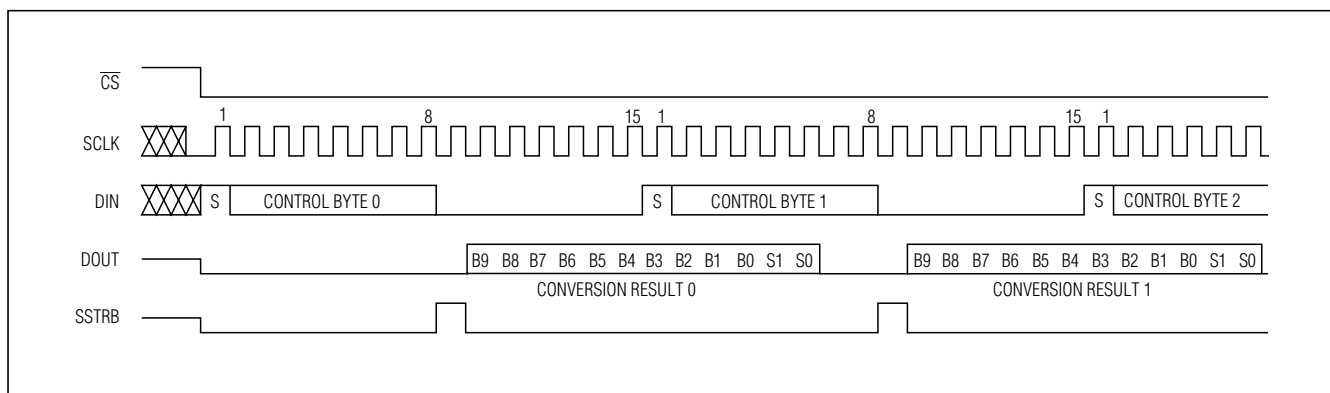 CS
1 8 15 1 8 15 1
SCLK
DIN S CONTROL BYTE 0 S CONTROL BYTE 1 S CONTROL BYTE 2
DOUT B9 B8 B7 B6 B5 B4 B3 B2 B1 B0 S1 S0 B9 B8 B7 B6 B5 B4 B3 B2 B1 B0 S1 S0
CONVERSION RESULT 0 CONVERSION RESULT 1
SSTRB